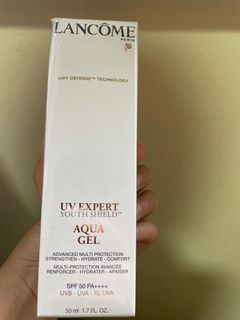 LANCÔME
PARIS
AIRY DEFENSE™ TECHNOLOGY
UV EXPERT
YOUTH SHIELD™
AQUA
GEL
ADVANCED MULTI PROTECTION
STRENGTHEN - HYDRATE - COMFORT
MULTI-PROTECTION AVANCÉE
RENFORCER - HYDRATER - APAISER
SPF 50 PA++++
UVB - UVA - XL UVA
50 ml 1.7 FL. OZ.